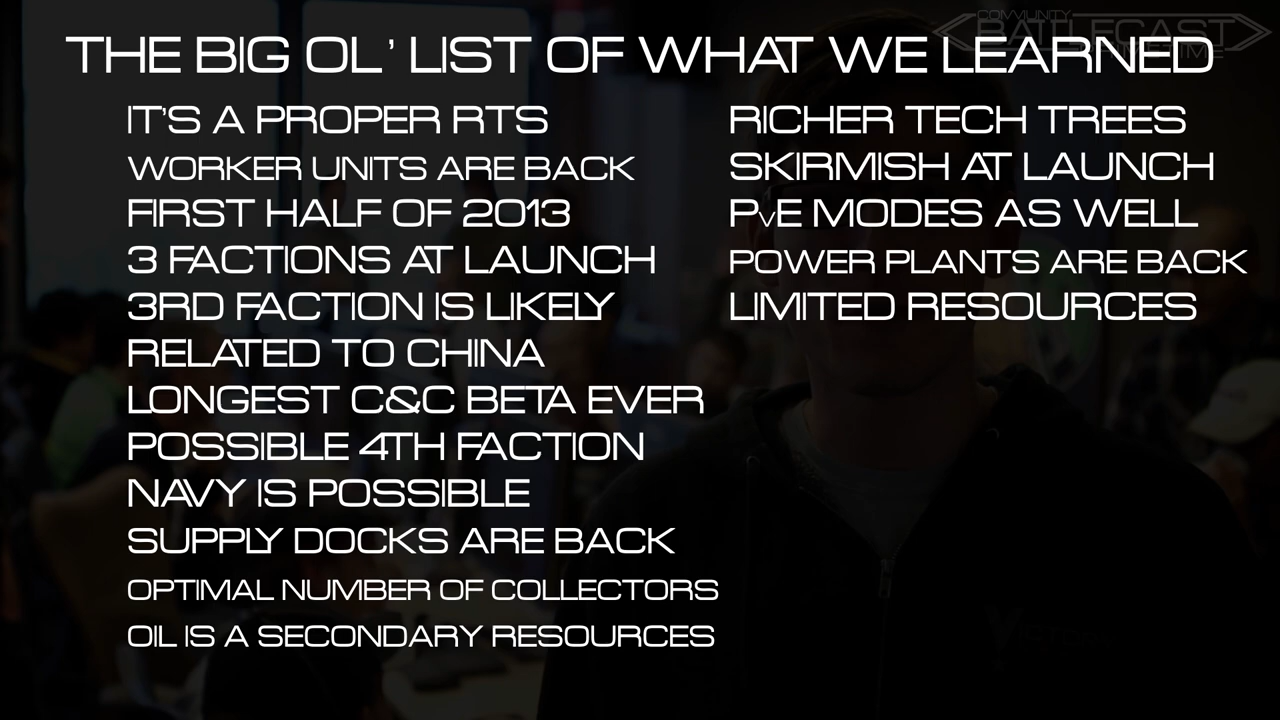 COMMUNITY
BATTLECAST
THE BIG OL' LIST OF WHAT WE LEARNED
IT'S A PROPER RTS
WORKER UNITS ARE BACK
FIRST HALF OF 2013
3 FACTIONS AT LAUNCH
3RD FACTION IS LIKELY
RELATED TO CHINA
LONGEST C&C BETA EVER
POSSIBLE 4TH FACTION
NAVY IS POSSIBLE
SUPPLY DOCKS ARE BACK
OPTIMAL NUMBER OF COLLECTORS
OIL IS A SECONDARY RESOURCES
RICHER TECH TREES
SKIRMISH AT LAUNCH
PvE MODES AS WELL
POWER PLANTS ARE BACK
LIMITED RESOURCES